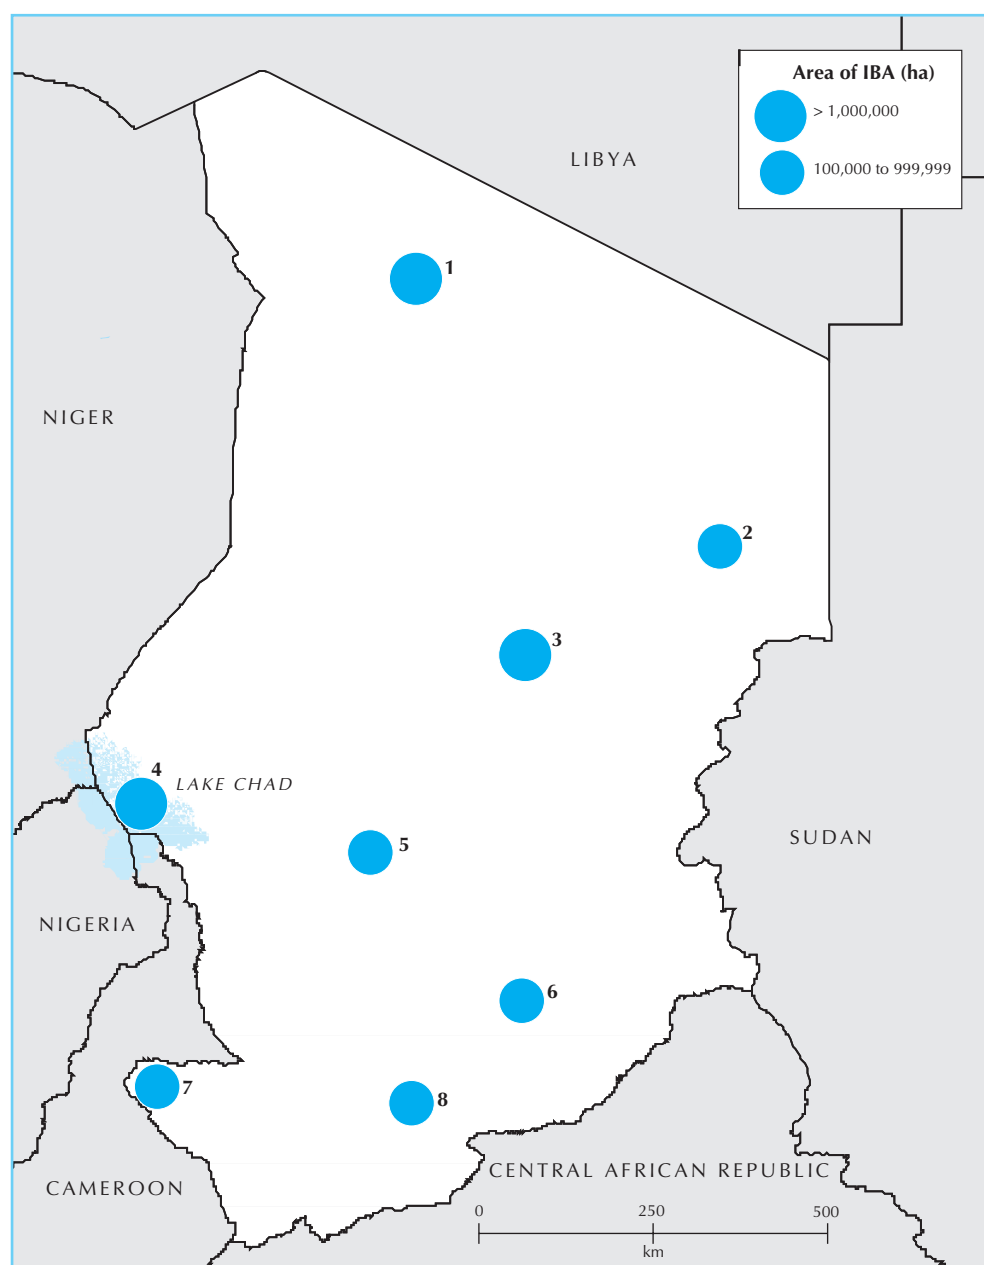 Area of IBA (ha)
> 1,000,000
100,000 to 999,999
LIBYA
1
NIGER
2
3
4
LAKE CHAD
5
SUDAN
NIGERIA
6
7
8
CENTRAL AFRICAN REPUBLIC
CAMEROON
0 250 500
km